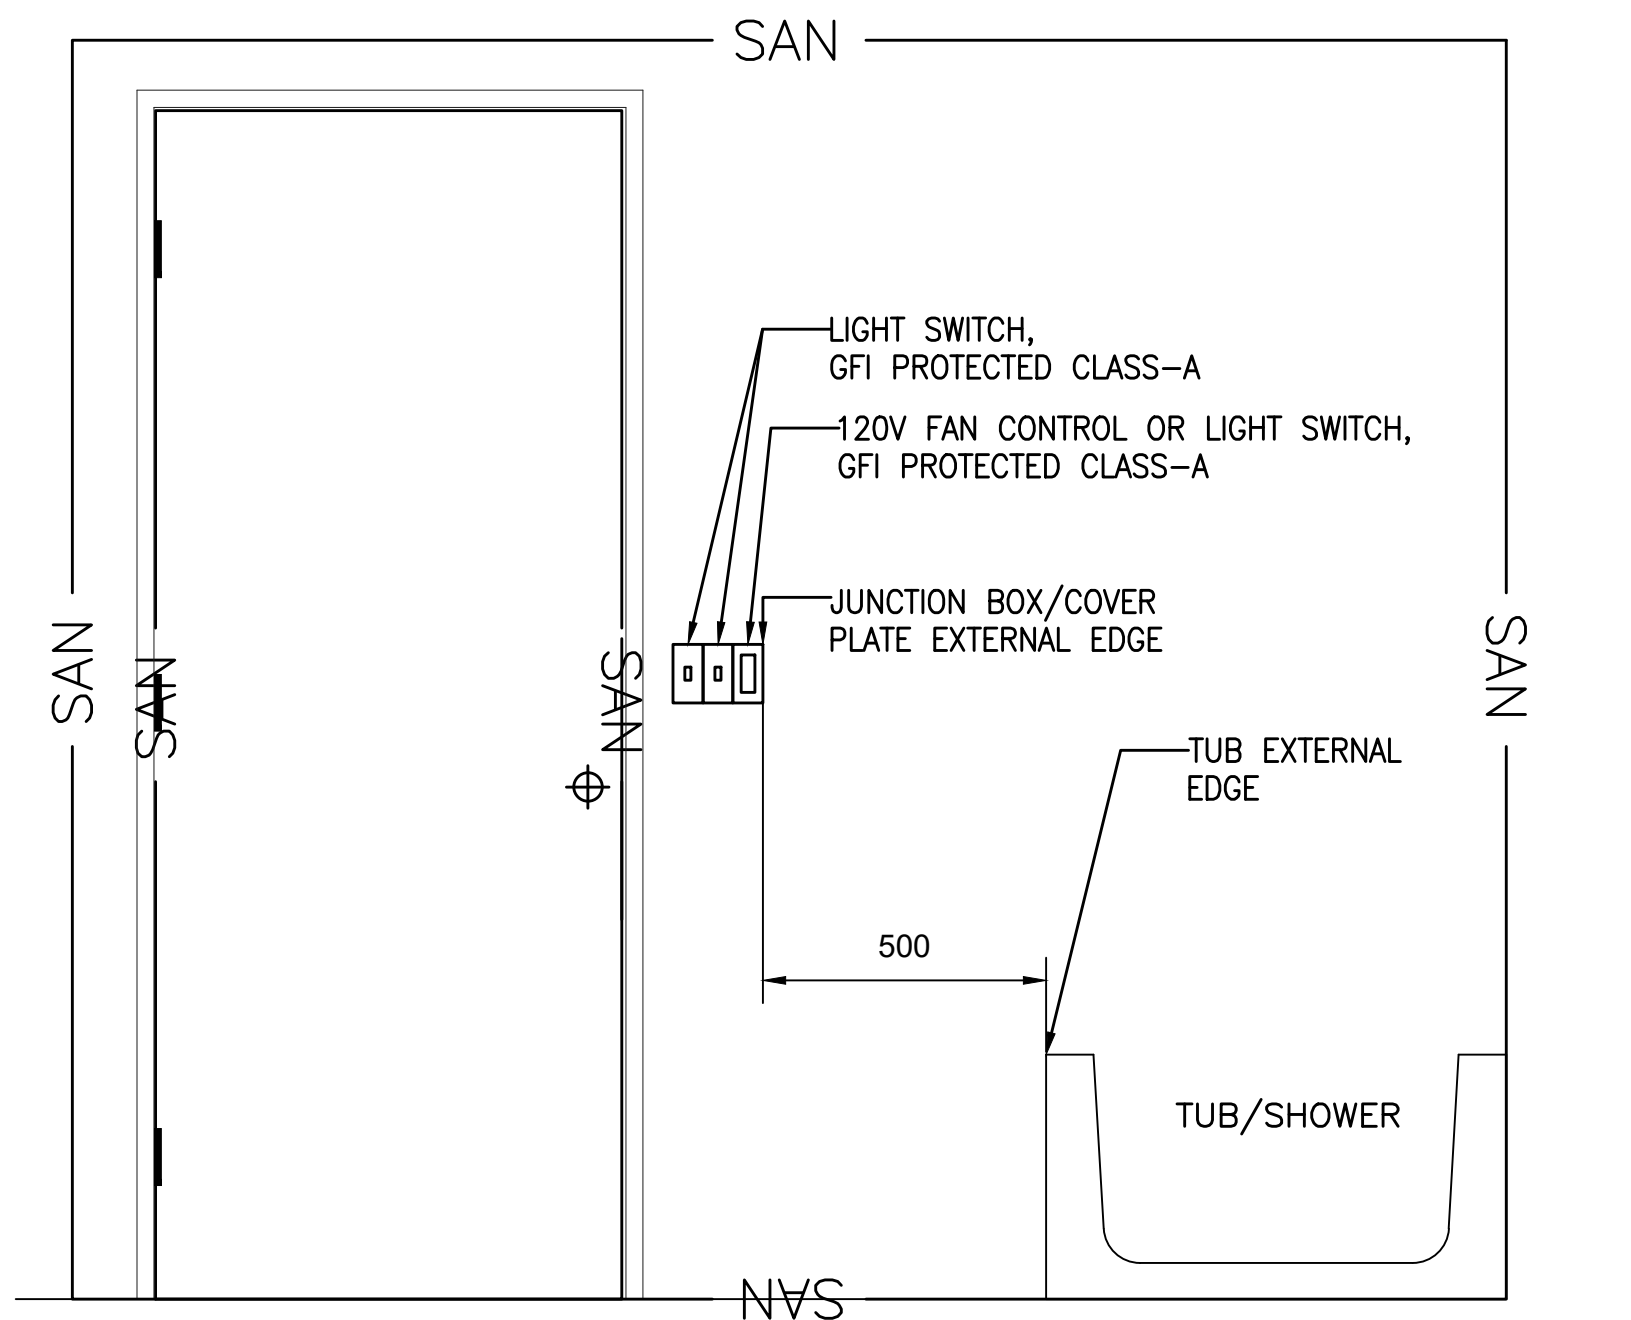 SAN
LIGHT SWITCH,
GFI PROTECTED CLASS-A
120V FAN CONTROL OR LIGHT SWITCH,
GFI PROTECTED CLASS-A
JUNCTION BOX/COVER
PLATE EXTERNAL EDGE
SAN
SAN
SAN
SAN
TUB EXTERNAL
EDGE
500
TUB/SHOWER
SAN